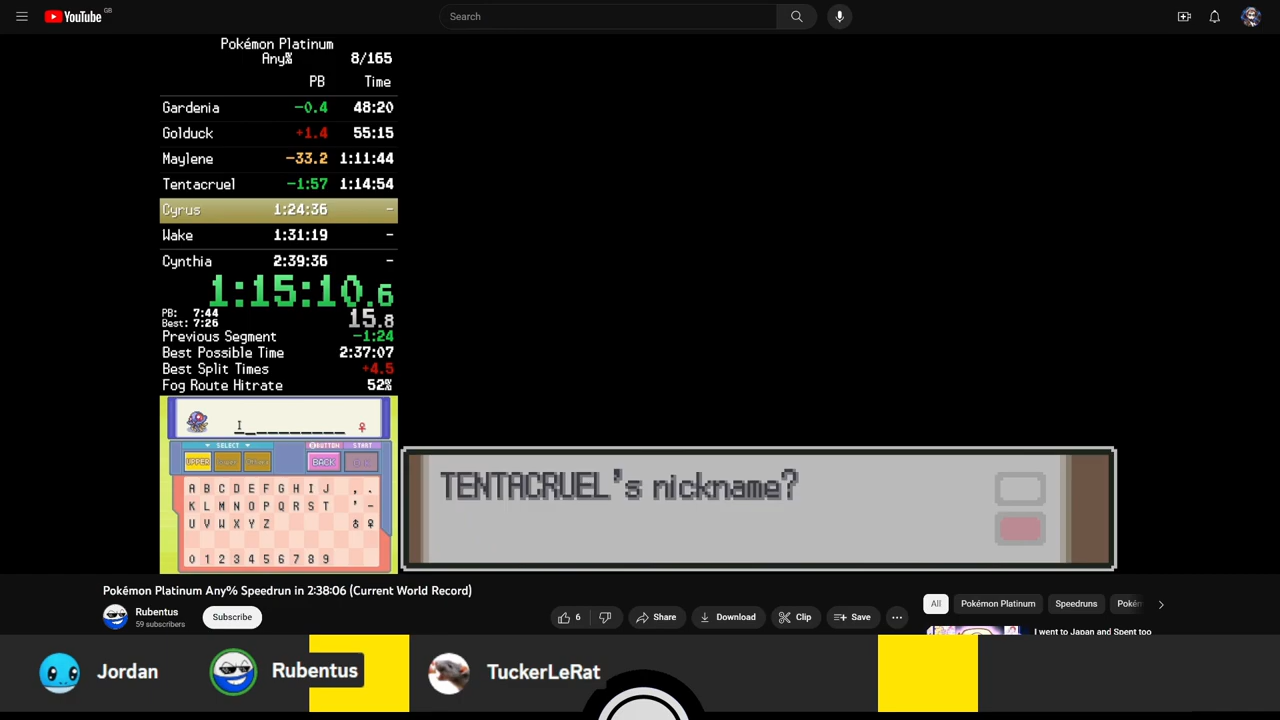 YouTube GB
Search
Pokémon Platinum
Any% 8/165
PB Time
Gardenia -0.4 48:20
Golduck +1.4 55:15
Maylene -33.2 1:11:44
Tentacruel -1:57 1:14:54
Cyrus 1:24:36 -
Wake 1:31:19 -
Cynthia 2:39:36 -
1:15:10.6
PB: 7:44
Best: 7:26
15.8
Previous Segment -1:24
Best Possible Time 2:37:07
Best Split Times +4.5
Fog Route Hitrate 52%
I
SELECT BUTTON START
UPPER BACK
A B C D E F G H I J , .
K L M N O P Q R S T ' -
U V W X Y Z ♂ ♀
0 1 2 3 4 5 6 7 8 9
TENTACRUEL's nickname?
Pokémon Platinum Any% Speedrun in 2:38:06 (Current World Record)
Rubentus
59 subscribers
Subscribe
6
Share
Download
Clip
Save
All
Pokémon Platinum
Speedruns
I went to Japan and Spent too
Jordan
Rubentus
TuckerLeRat